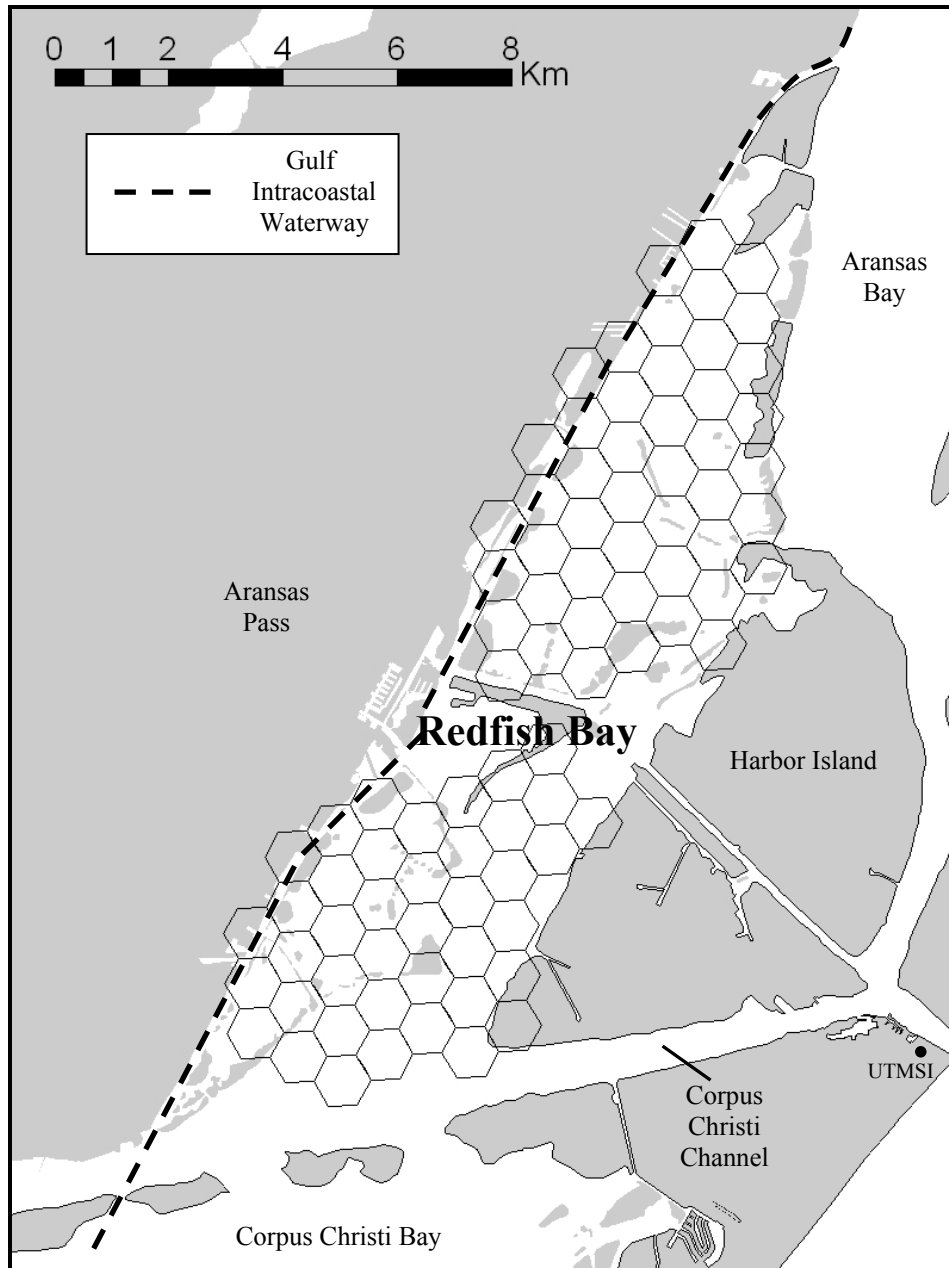 0 1 2 4 6 8
Km
Gulf
Intracoastal
Waterway
Aransas
Bay
Aransas
Pass
Redfish Bay
Harbor Island
UTMSI
Corpus
Christi
Channel
Corpus Christi Bay